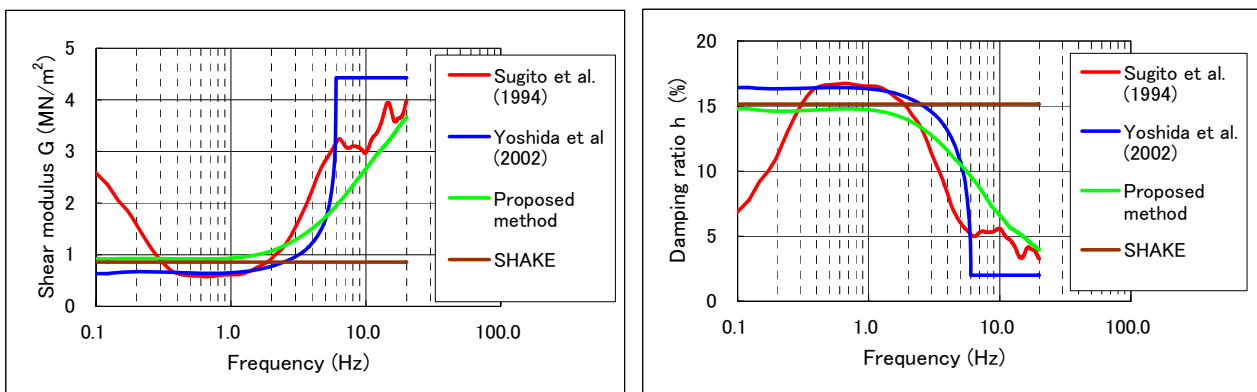 Shear modulus G (MN/m²)
5
4
3
2
1
0
0.1
1.0
10.0
100.0
Frequency (Hz)
Sugito et al.
(1994)
Yoshida et al
(2002)
Proposed
method
SHAKE
Damping ratio h (%)
20
15
10
5
0
0.1
1.0
10.0
100.0
Frequency (Hz)
Sugito et al.
(1994)
Yoshida et al.
(2002)
Proposed
method
SHAKE